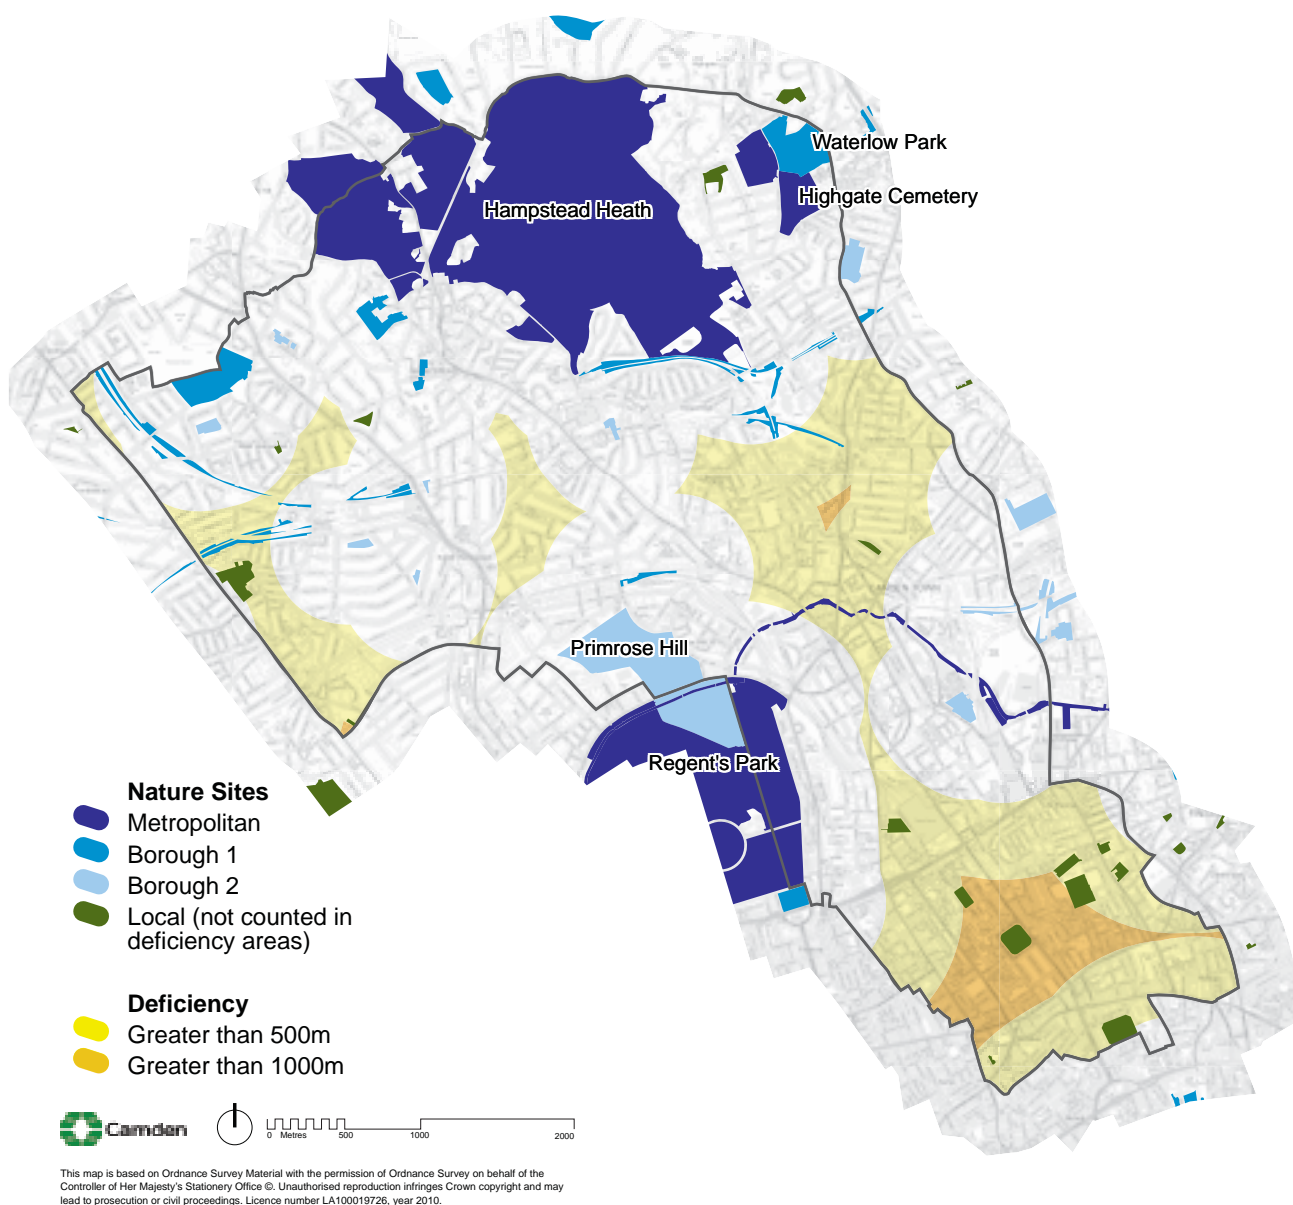 Waterlow Park
Highgate Cemetery
Hampstead Heath
Primrose Hill
Regent's Park
Nature Sites
Metropolitan
Borough 1
Borough 2
Local (not counted in
deficiency areas)
Deficiency
Greater than 500m
Greater than 1000m
Camden
0 Metres 500 1000 2000
This map is based on Ordnance Survey Material with the permission of Ordnance Survey on behalf of the
Controller of Her Majesty's Stationery Office ©. Unauthorised reproduction infringes Crown copyright and may
lead to prosecution or civil proceedings. Licence number LA100019726, year 2010.